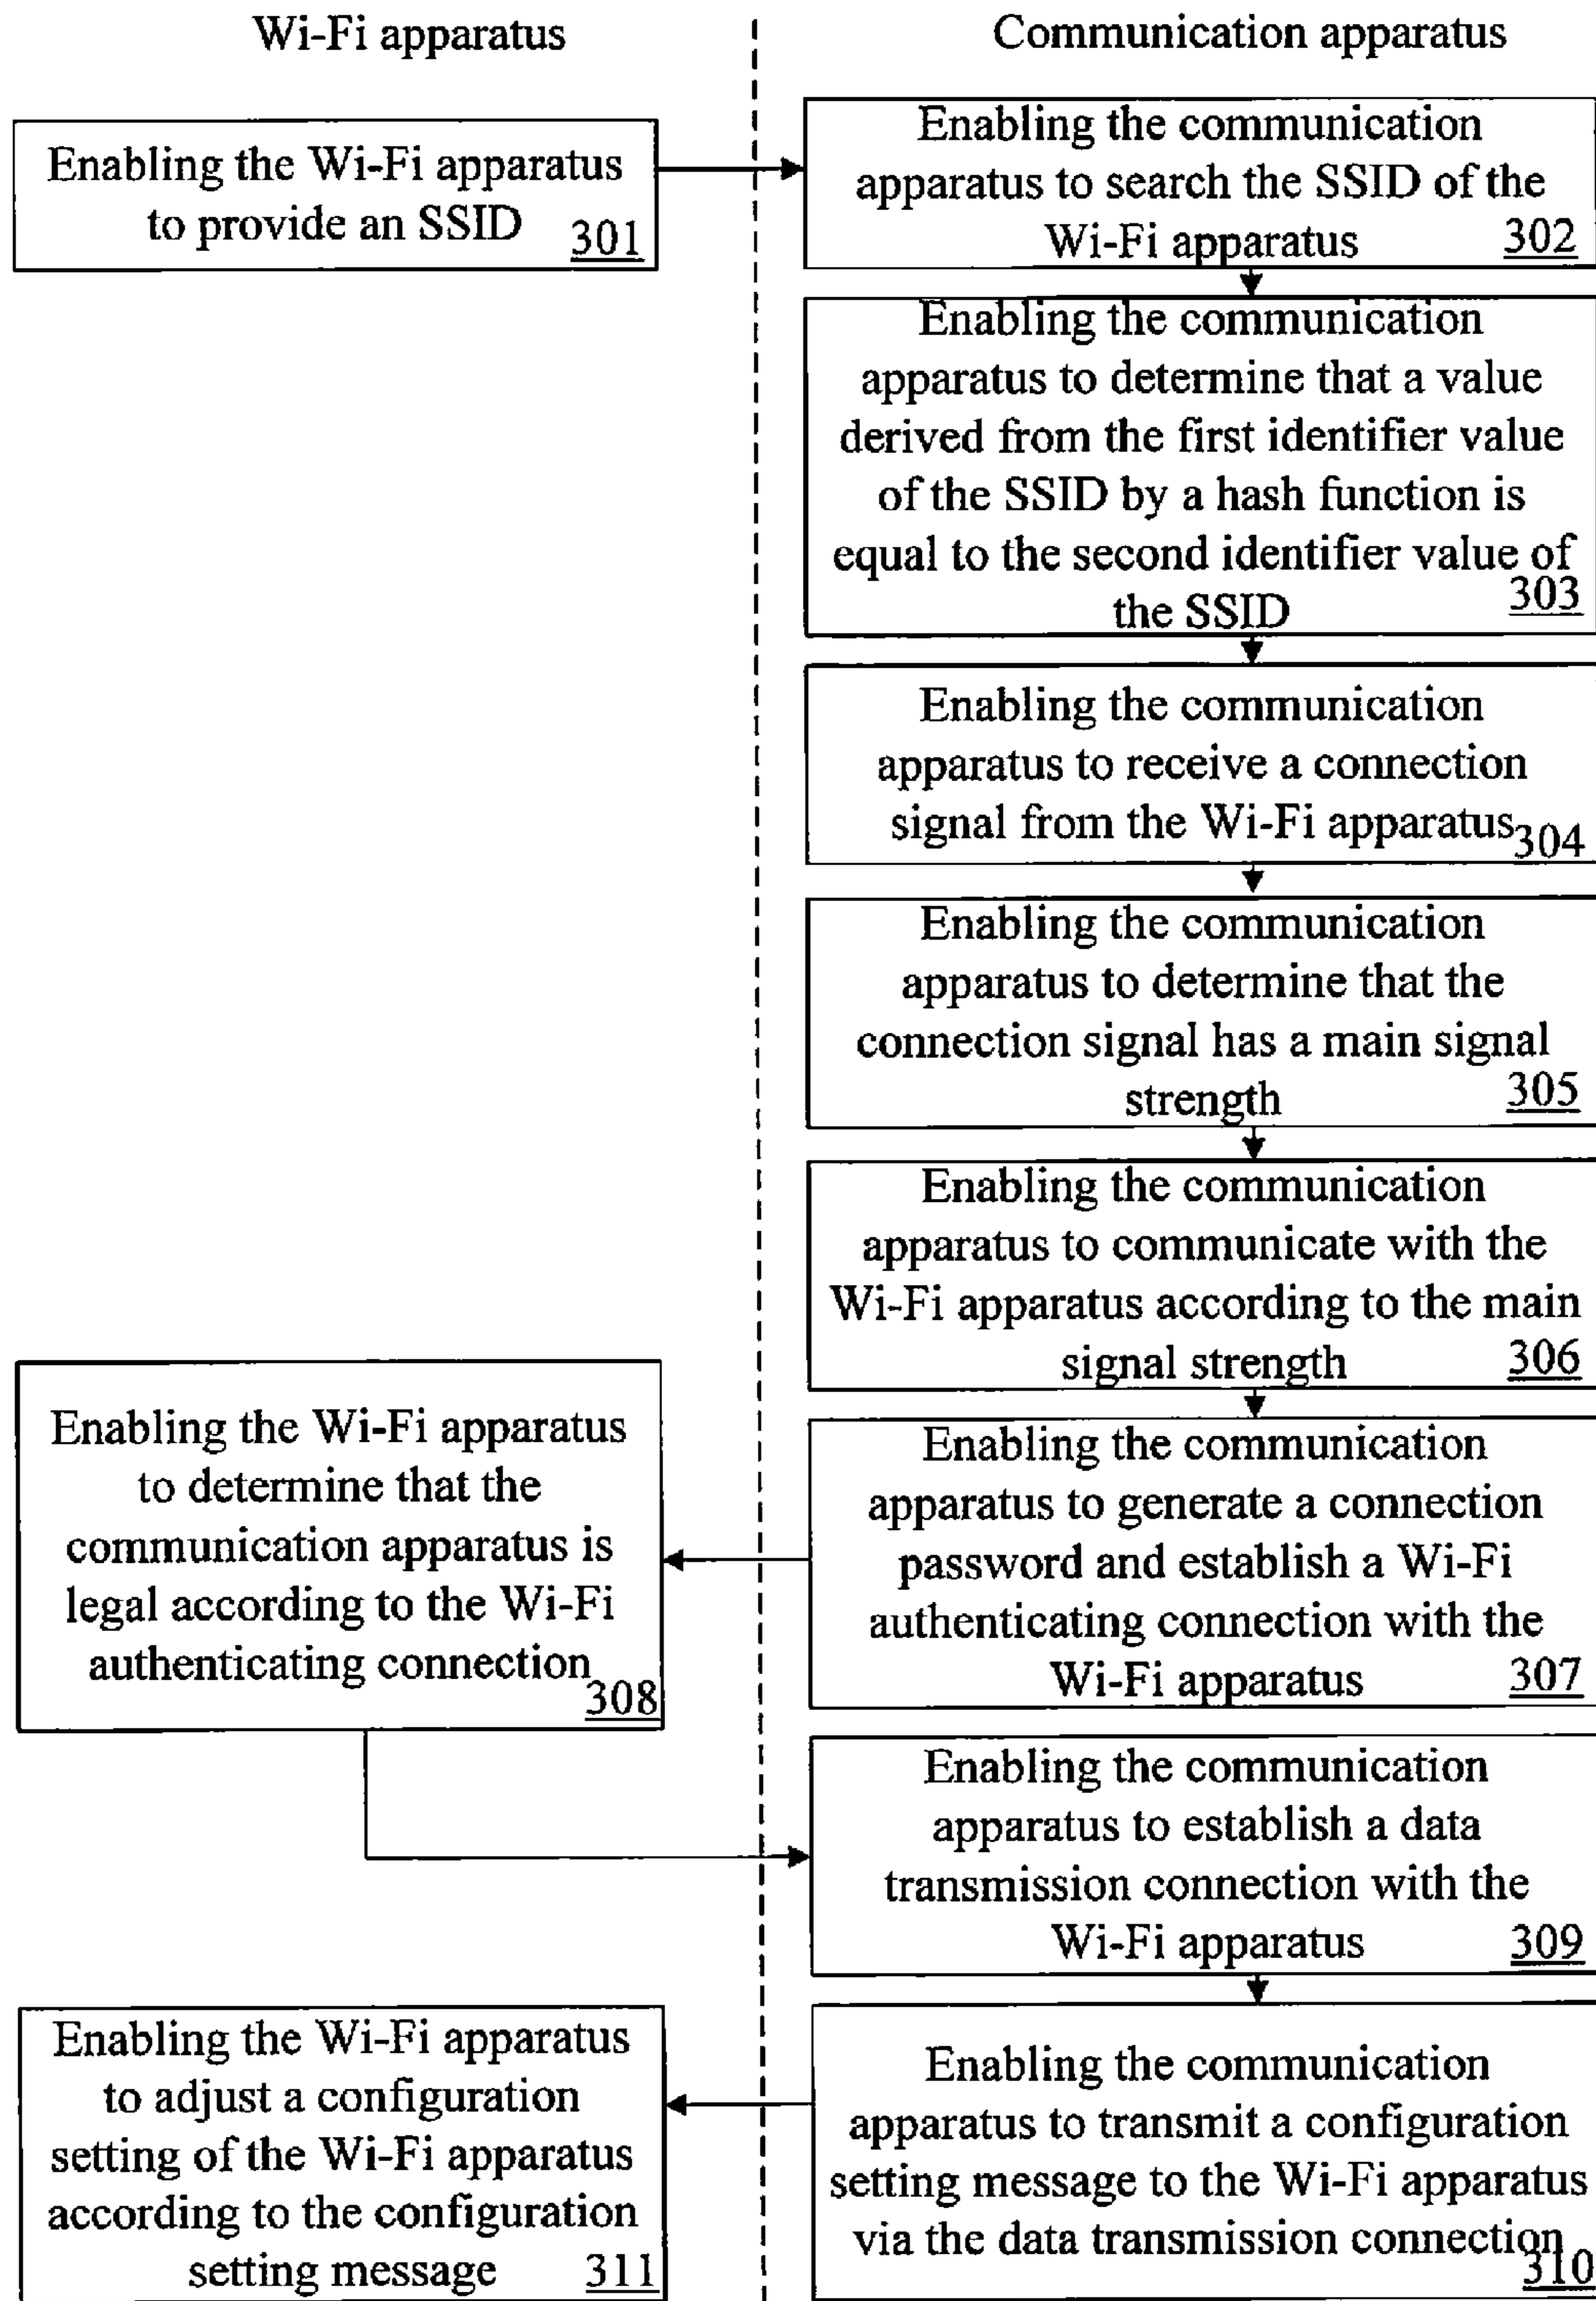 Wi-Fi apparatus
Communication apparatus
Enabling the Wi-Fi apparatus
to provide an SSID
301
Enabling the communication
apparatus to search the SSID of the
Wi-Fi apparatus
302
Enabling the communication
apparatus to determine that a value
derived from the first identifier value
of the SSID by a hash function is
equal to the second identifier value of
the SSID
303
Enabling the communication
apparatus to receive a connection
signal from the Wi-Fi apparatus
304
Enabling the communication
apparatus to determine that the
connection signal has a main signal
strength
305
Enabling the communication
apparatus to communicate with the
Wi-Fi apparatus according to the main
signal strength
306
Enabling the communication
apparatus to generate a connection
password and establish a Wi-Fi
authenticating connection with the
Wi-Fi apparatus
307
Enabling the Wi-Fi apparatus
to determine that the
communication apparatus is
legal according to the Wi-Fi
authenticating connection
308
Enabling the communication
apparatus to establish a data
transmission connection with the
Wi-Fi apparatus
309
Enabling the communication
apparatus to transmit a configuration
setting message to the Wi-Fi apparatus
via the data transmission connection
310
Enabling the Wi-Fi apparatus
to adjust a configuration
setting of the Wi-Fi apparatus
according to the configuration
setting message
311